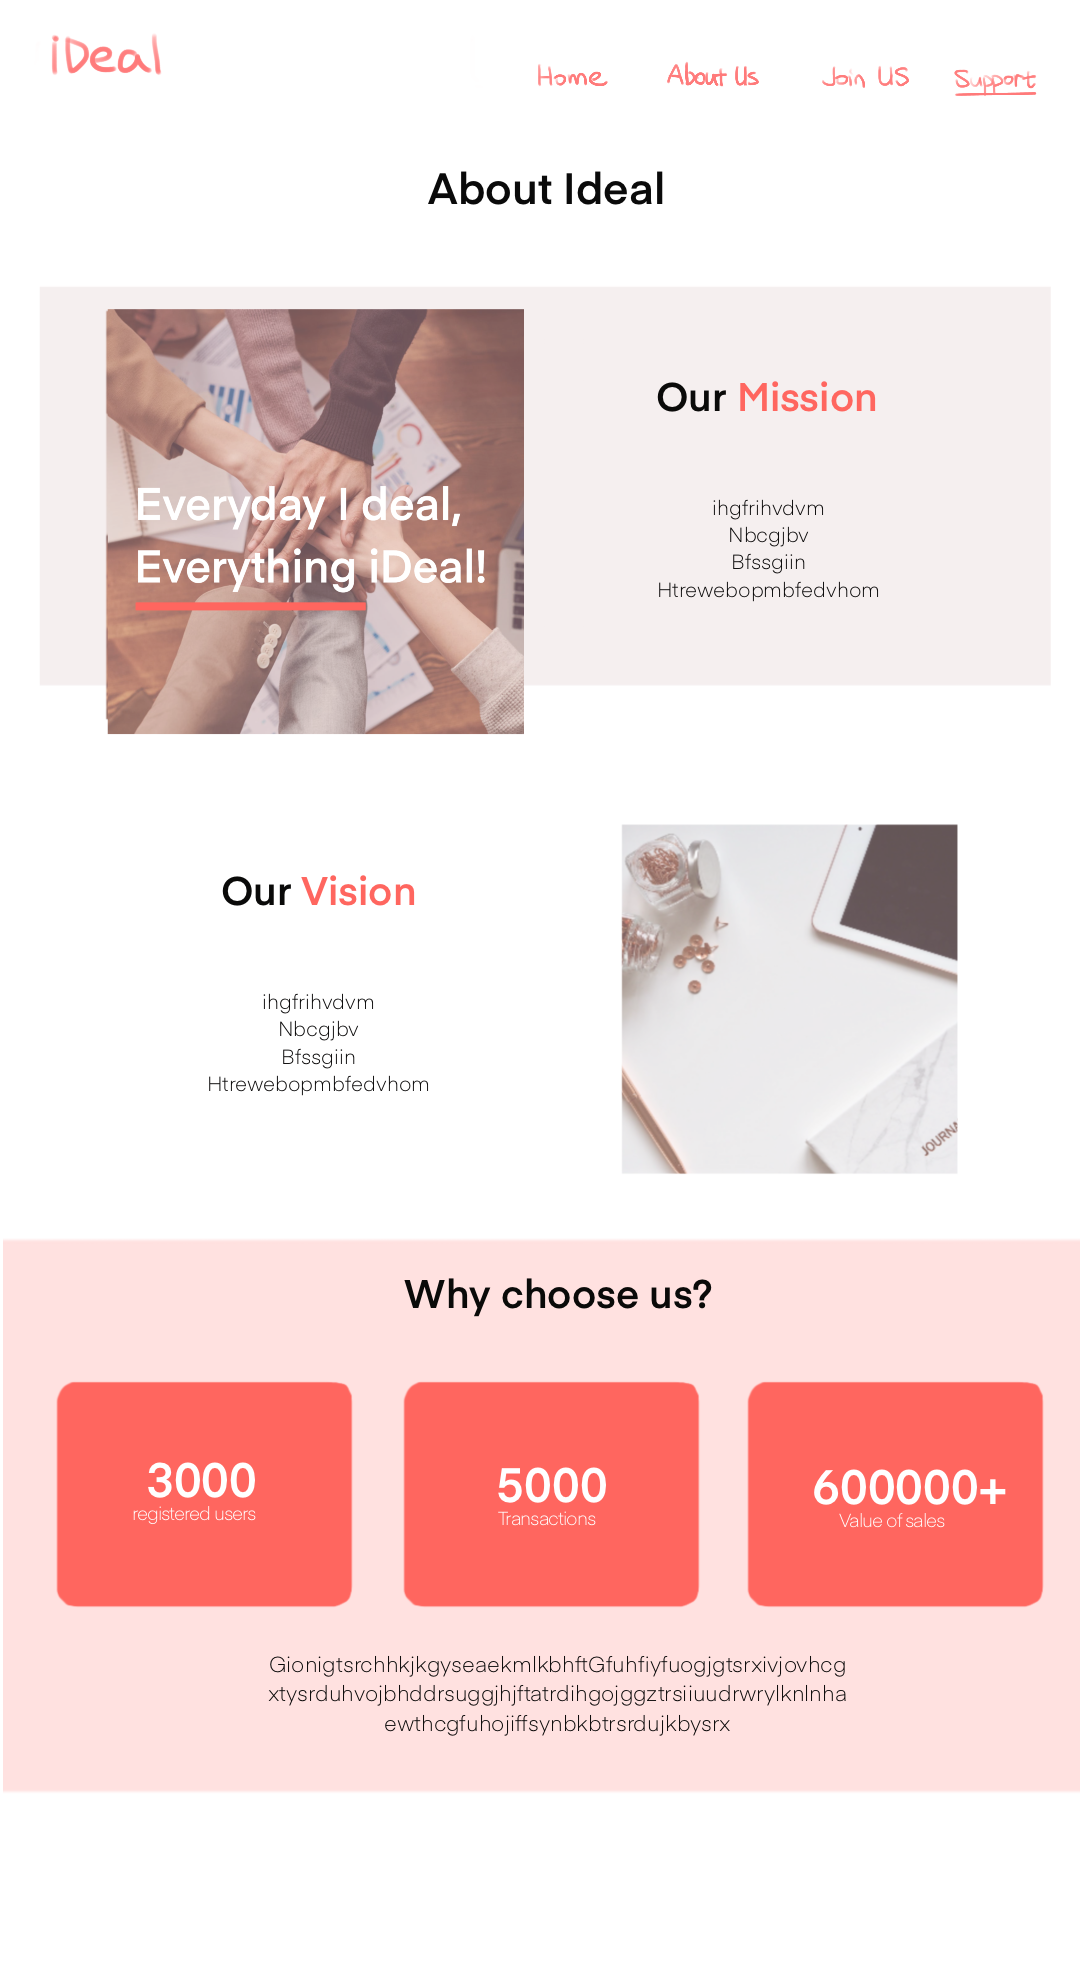 iDeal
Home About Us Join US Support
About Ideal
Everyday I deal,
Everything iDeal!
Our Mission
ihgfrihvdvm
Nbcgjbv
Bfssgiin
Htrewebopmbfedvhom
Our Vision
ihgfrihvdvm
Nbcgjbv
Bfssgiin
Htrewebopmbfedvhom
JOURNA
Why choose us?
3000
registered users
5000
Transactions
600000+
Value of sales
Gionigtsrchhkjkgyseaekmlkbhft​Gfuhfiyfuogjgtsrxivjovhcg
xtysrduhvojbhddrsuggjhjftatrdihgojggztrsiiuudrwrylknlnha
ewthcgfuhojiffsynbkbtrsrdujkbysrx